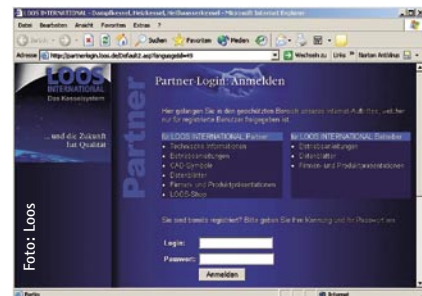 LOOS INTERNATIONAL - Dampfkessel, Heizkessel, Heißwasserkessel - Microsoft Internet Explorer
Datei Bearbeiten Ansicht Favoriten Extras ?
Zurück Suchen Favoriten Medien
Adresse http://partnerlogin.loos.de/Default2.asp?languageId=49 Wechseln zu Links Norton AntiVirus
LOOS
INTERNATIONAL
Das Kesselsystem
... und die Zukunft
hat Qualität
Partner
Partner-Login: Anmelden
Hier gelangen Sie in den geschützten Bereich unseres Internet-Auftrittes, welcher
nur für registrierte Benutzer freigegeben ist.
für LOOS INTERNATIONAL Partner
Technische Informationen
Betriebsanleitungen
CAD-Symbole
Datenblätter
Firmen- und Produktpräsentationen
LOOS-Shop
für LOOS INTERNATIONAL Betreiber
Betriebsanleitungen
Datenblätter
Firmen- und Produktpräsentationen
Sie sind bereits registriert? Bitte geben Sie Ihre Kennung und Ihr Passwort ein.
Login:
Passwort:
Anmelden
Fertig Internet
Foto: Loos